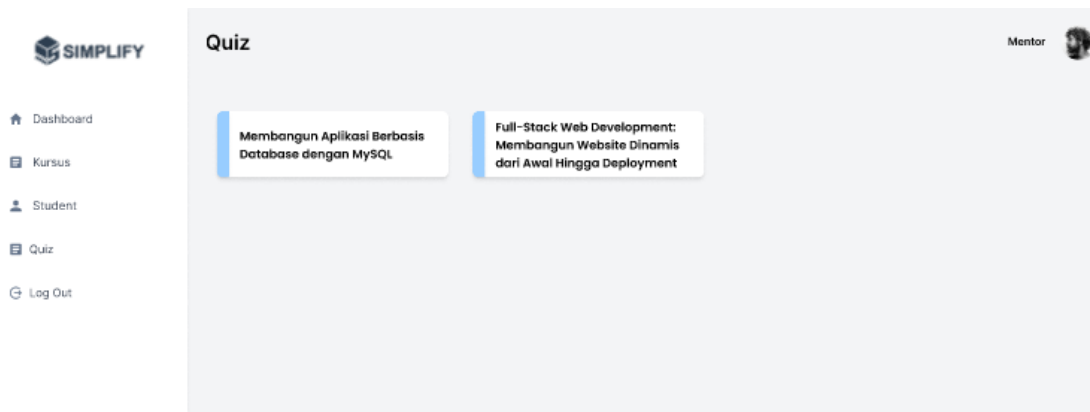 SIMPLIFY
Dashboard
Kursus
Student
Quiz
Log Out
Quiz
Mentor
Membangun Aplikasi Berbasis
Database dengan MySQL
Full-Stack Web Development:
Membangun Website Dinamis
dari Awal Hingga Deployment